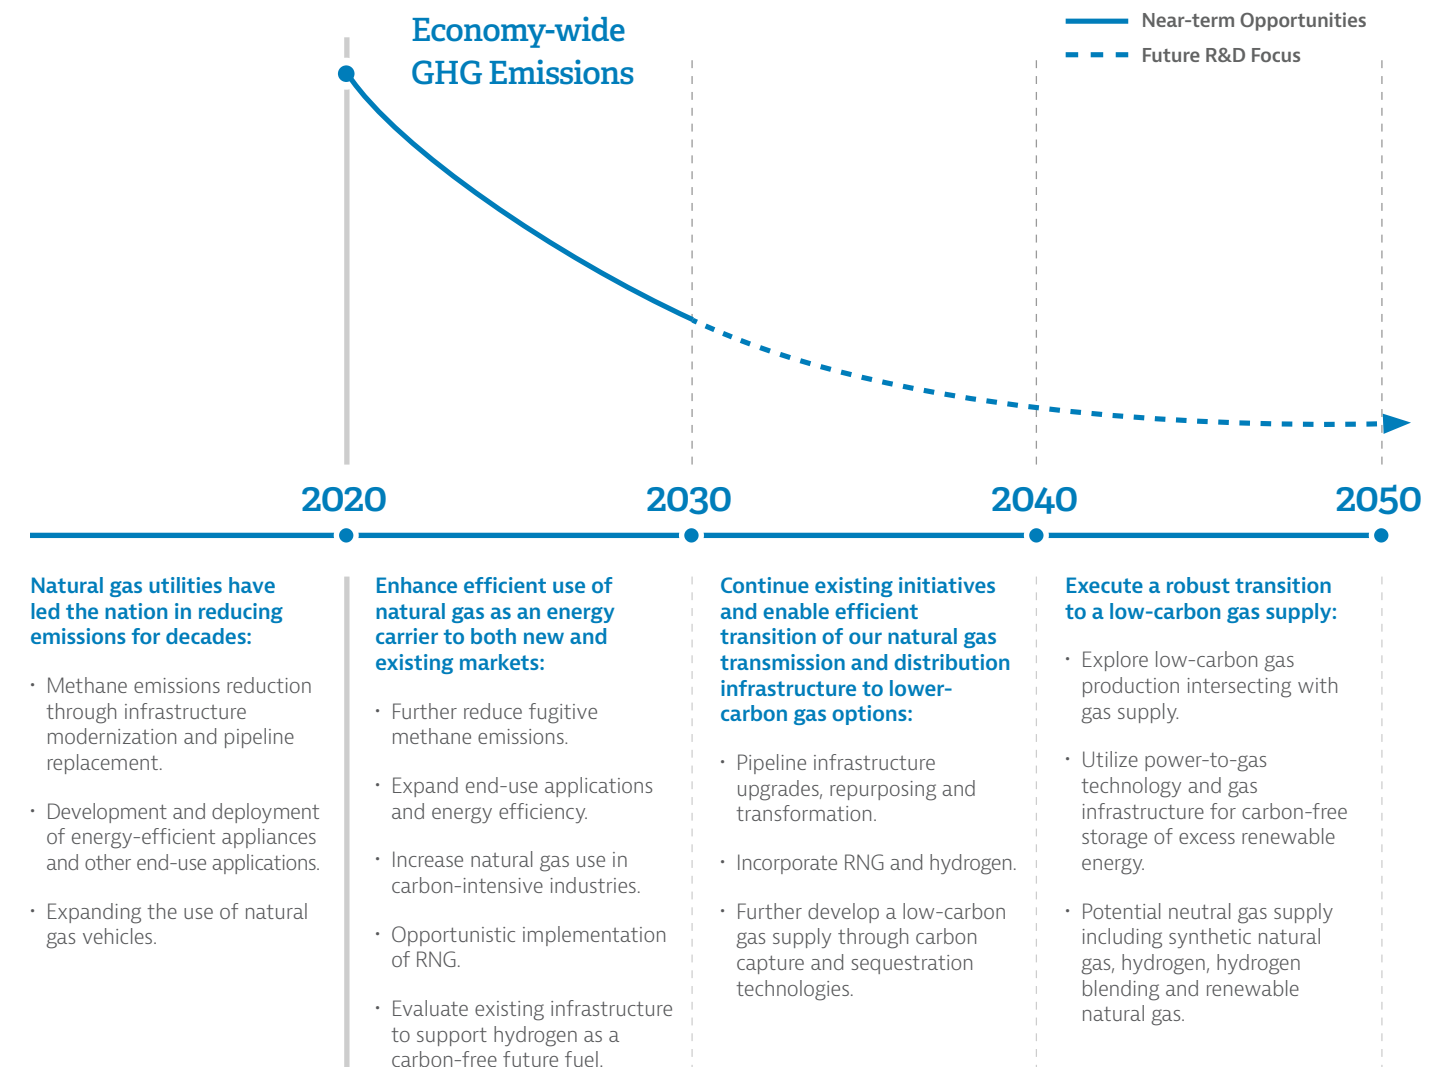 Economy-wide
GHG Emissions
Near-term Opportunities
Future R&D Focus
2020
2030
2040
2050
Natural gas utilities have
led the nation in reducing
emissions for decades:
• Methane emissions reduction
through infrastructure
modernization and pipeline
replacement.
• Development and deployment
of energy-efficient appliances
and other end-use applications.
• Expanding the use of natural
gas vehicles.
Enhance efficient use of
natural gas as an energy
carrier to both new and
existing markets:
• Further reduce fugitive
methane emissions.
• Expand end-use applications
and energy efficiency.
• Increase natural gas use in
carbon-intensive industries.
• Opportunistic implementation
of RNG.
• Evaluate existing infrastructure
to support hydrogen as a
carbon-free future fuel.
Continue existing initiatives
and enable efficient
transition of our natural gas
transmission and distribution
infrastructure to lower-
carbon gas options:
• Pipeline infrastructure
upgrades, repurposing and
transformation.
• Incorporate RNG and hydrogen.
• Further develop a low-carbon
gas supply through carbon
capture and sequestration
technologies.
Execute a robust transition
to a low-carbon gas supply:
• Explore low-carbon gas
production intersecting with
gas supply.
• Utilize power-to-gas
technology and gas
infrastructure for carbon-free
storage of excess renewable
energy.
• Potential neutral gas supply
including synthetic natural
gas, hydrogen, hydrogen
blending and renewable
natural gas.